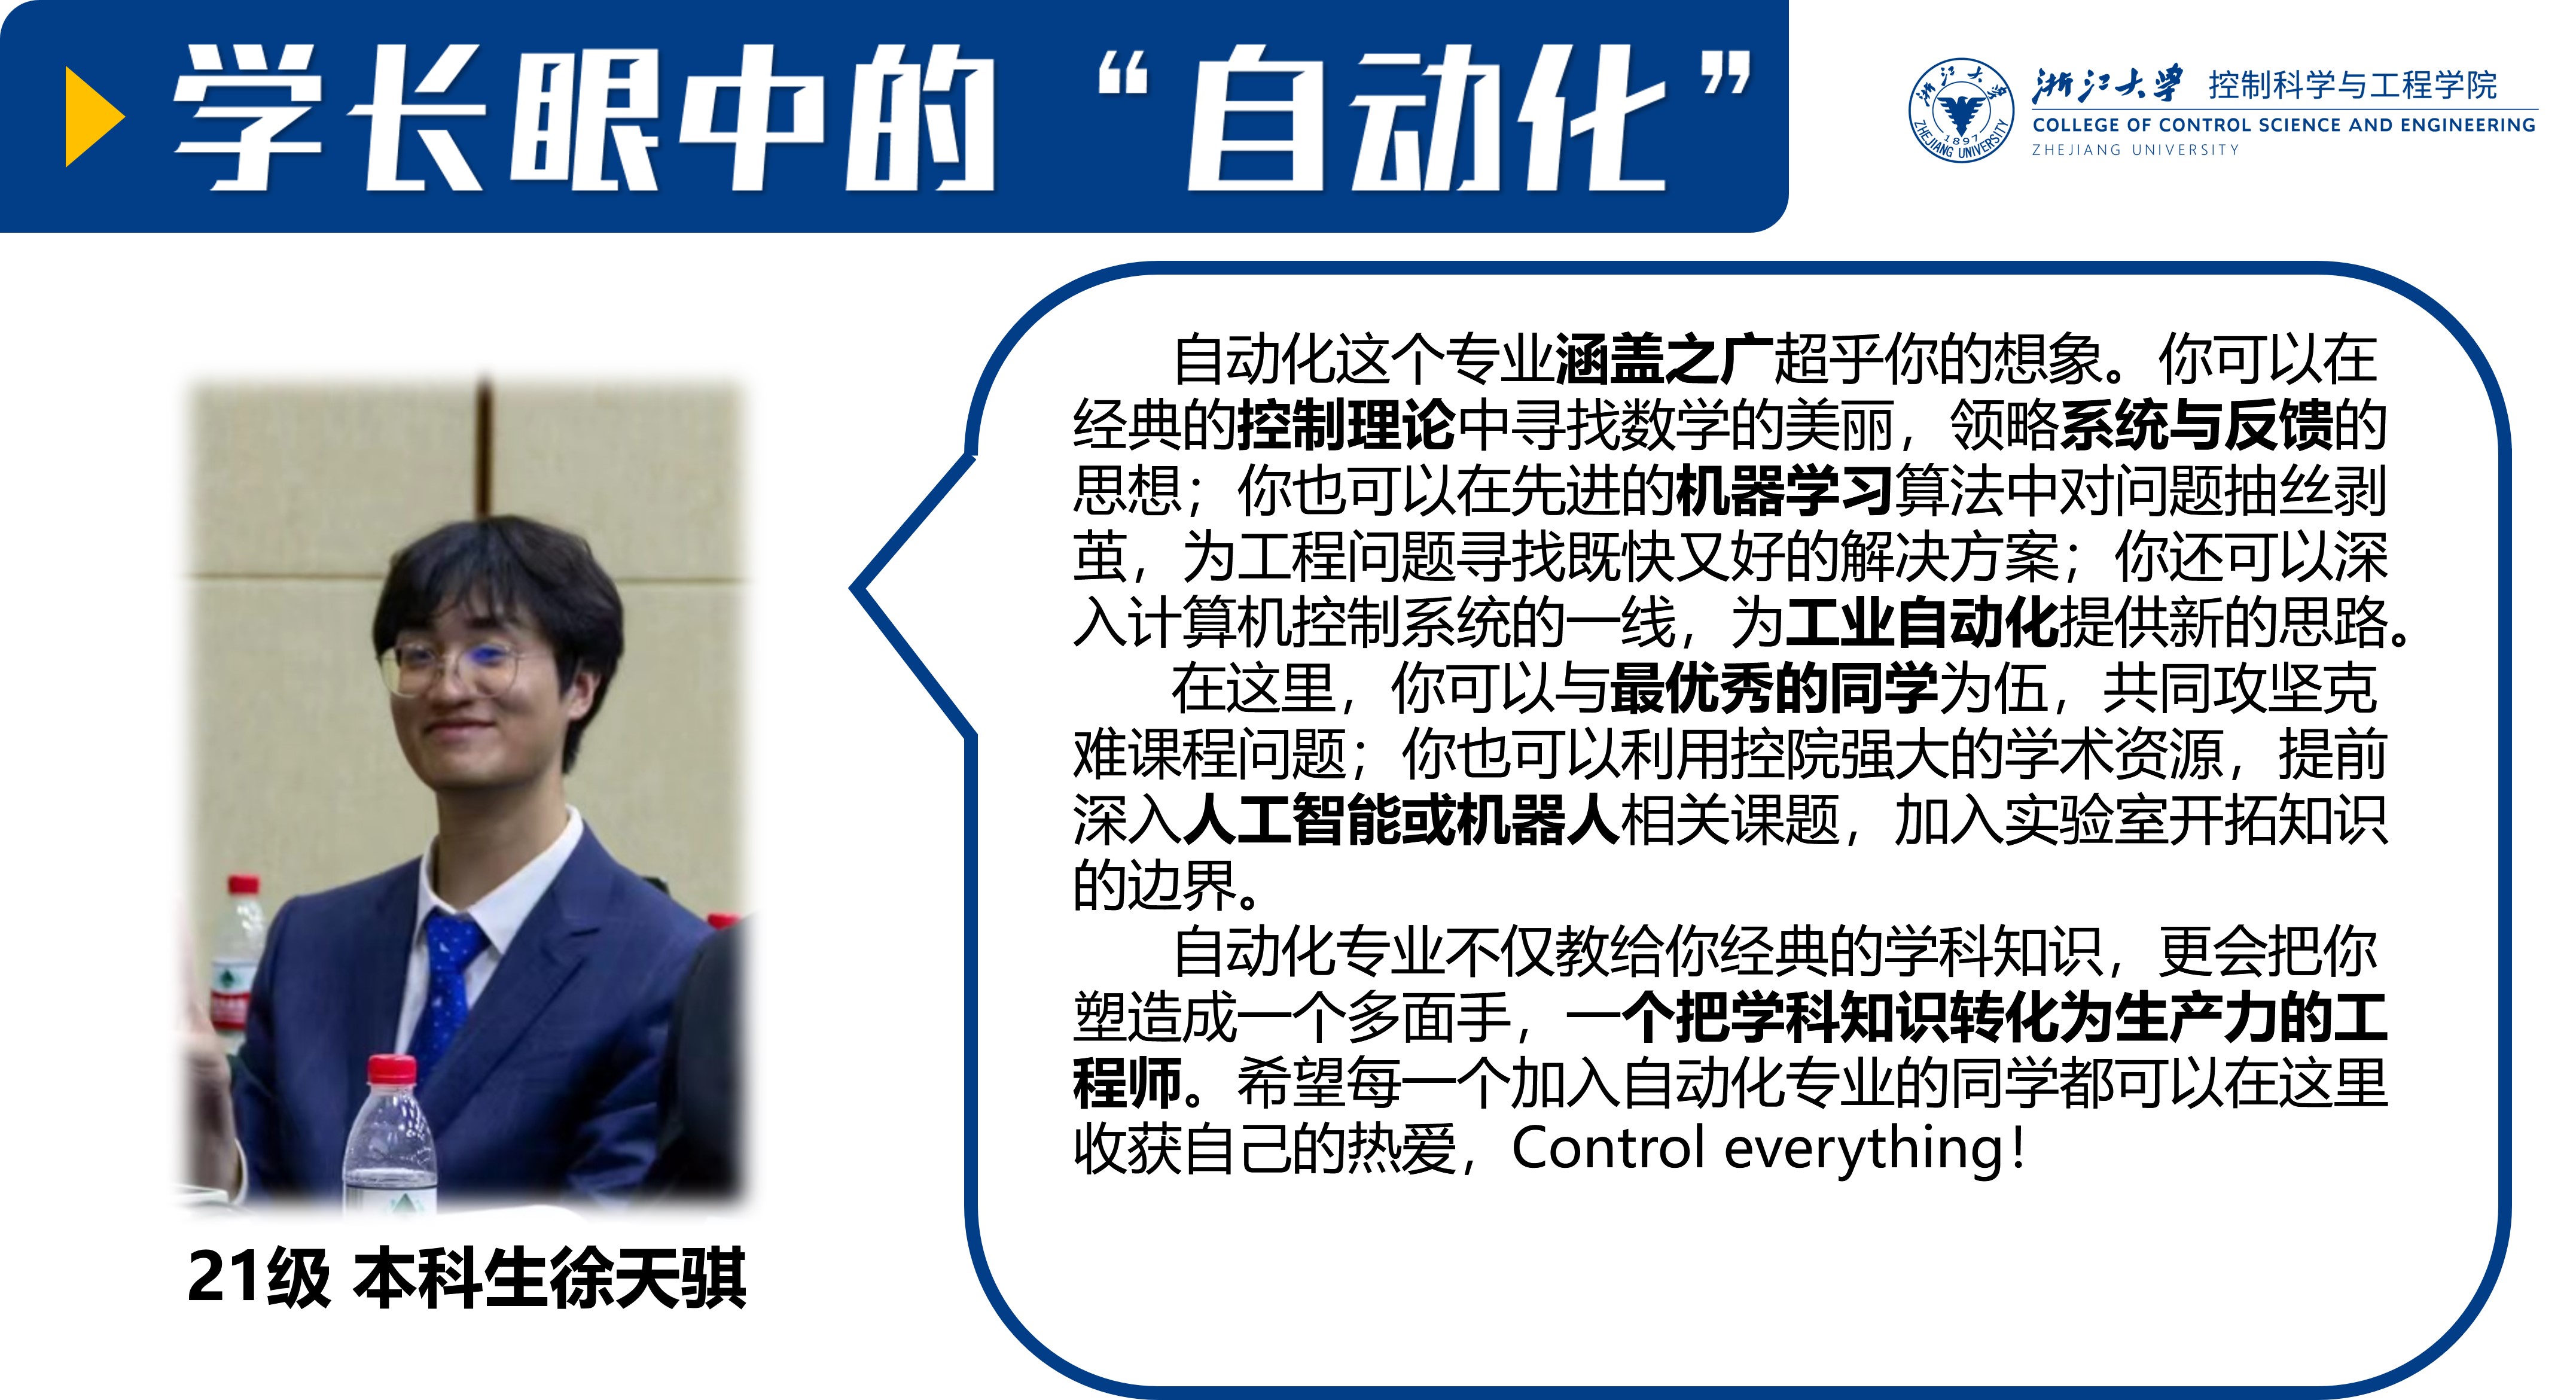 学长眼中的“自动化”
浙江大学 控制科学与工程学院
COLLEGE OF CONTROL SCIENCE AND ENGINEERING
ZHEJIANG UNIVERSITY
浙江大学
1897
ZHEJIANG UNIVERSITY
自动化这个专业涵盖之广超乎你的想象。你可以在
经典的控制理论中寻找数学的美丽，领略系统与反馈的
思想；你也可以在先进的机器学习算法中对问题抽丝剥
茧，为工程问题寻找既快又好的解决方案；你还可以深
入计算机控制系统的一线，为工业自动化提供新的思路。
在这里，你可以与最优秀的同学为伍，共同攻坚克
难课程问题；你也可以利用控院强大的学术资源，提前
深入人工智能或机器人相关课题，加入实验室开拓知识
的边界。
自动化专业不仅教给你经典的学科知识，更会把你
塑造成一个多面手，一个把学科知识转化为生产力的工
程师。希望每一个加入自动化专业的同学都可以在这里
收获自己的热爱，Control everything！
21级 本科生徐天骐